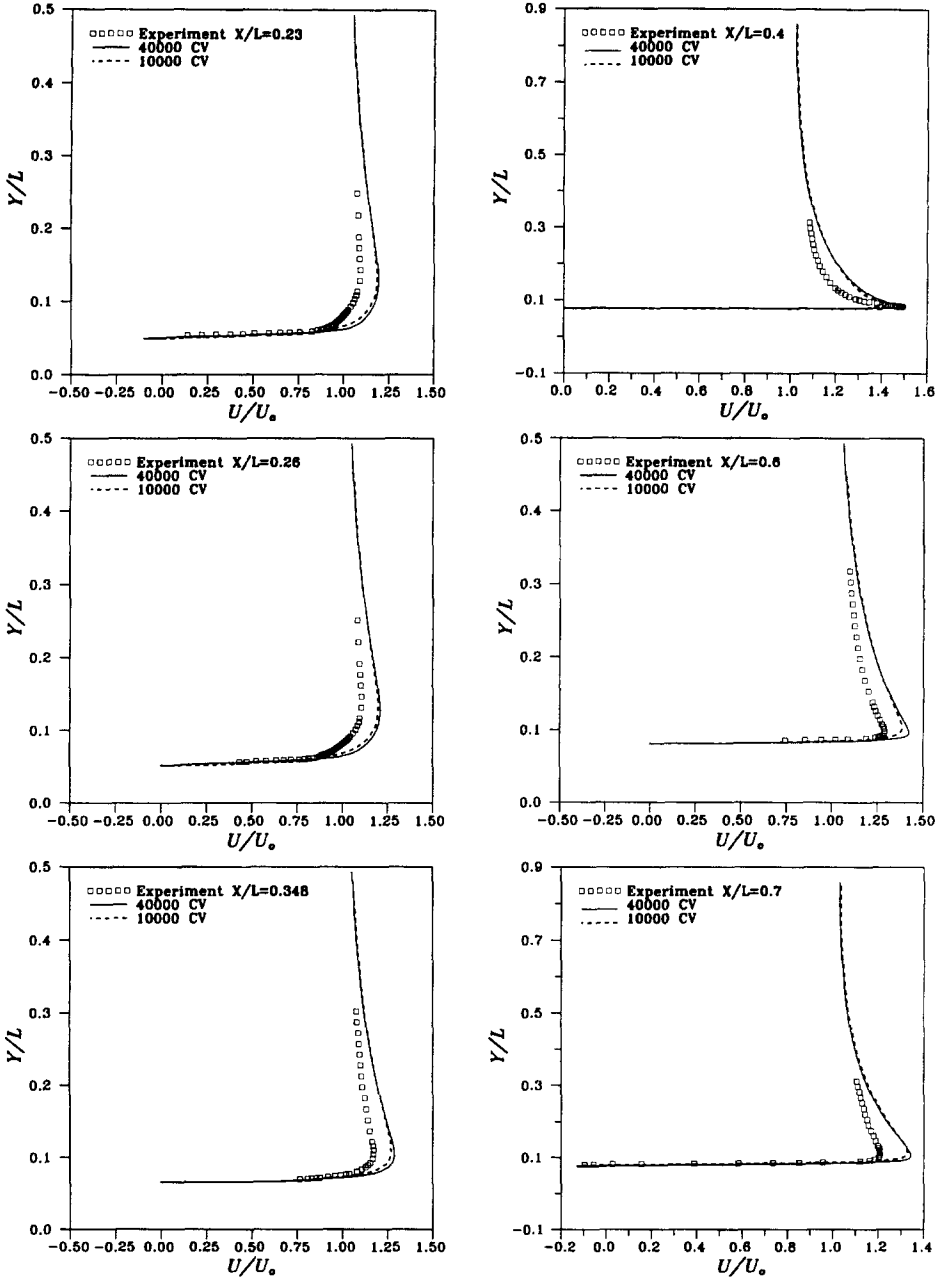 0.5
0.4
0.3
0.2
0.1
0.0
Y/L
□□□□□ Experiment X/L=0.23
40000 CV
10000 CV
−0.50 −0.25 0.00 0.25 0.50 0.75 1.00 1.25 1.50
U/Uₒ
0.9
0.7
0.5
0.3
0.1
−0.1
Y/L
□□□□□ Experiment X/L=0.4
40000 CV
10000 CV
0.0 0.2 0.4 0.6 0.8 1.0 1.2 1.4 1.6
U/Uₒ
0.5
0.4
0.3
0.2
0.1
0.0
Y/L
□□□□□ Experiment X/L=0.26
40000 CV
10000 CV
−0.50 −0.25 0.00 0.25 0.50 0.75 1.00 1.25 1.50
U/Uₒ
0.5
0.4
0.3
0.2
0.1
0.0
Y/L
□□□□□ Experiment X/L=0.6
40000 CV
10000 CV
−0.50 −0.25 0.00 0.25 0.50 0.75 1.00 1.25 1.50
U/Uₒ
0.5
0.4
0.3
0.2
0.1
0.0
Y/L
□□□□□ Experiment X/L=0.348
40000 CV
10000 CV
−0.50 −0.25 0.00 0.25 0.50 0.75 1.00 1.25 1.50
U/Uₒ
0.9
0.7
0.5
0.3
0.1
−0.1
Y/L
□□□□□ Experiment X/L=0.7
40000 CV
10000 CV
−0.2 0.0 0.2 0.4 0.6 0.8 1.0 1.2 1.4
U/Uₒ